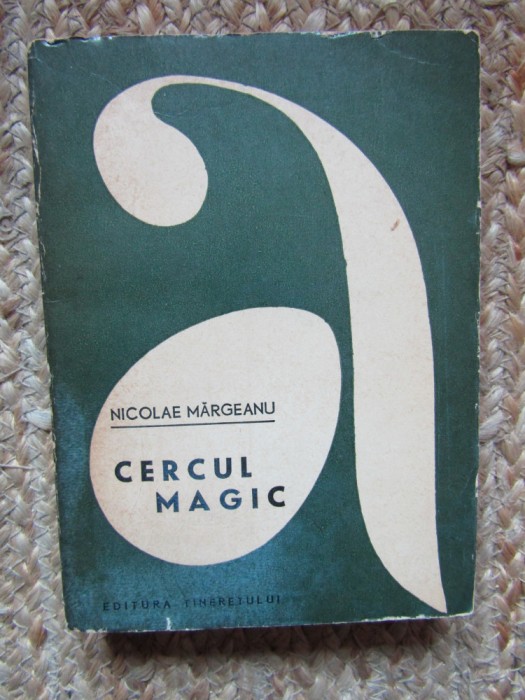 a
NICOLAE MĂRGEANU
CERCUL
MAGIC
EDITURA TINERETULUI